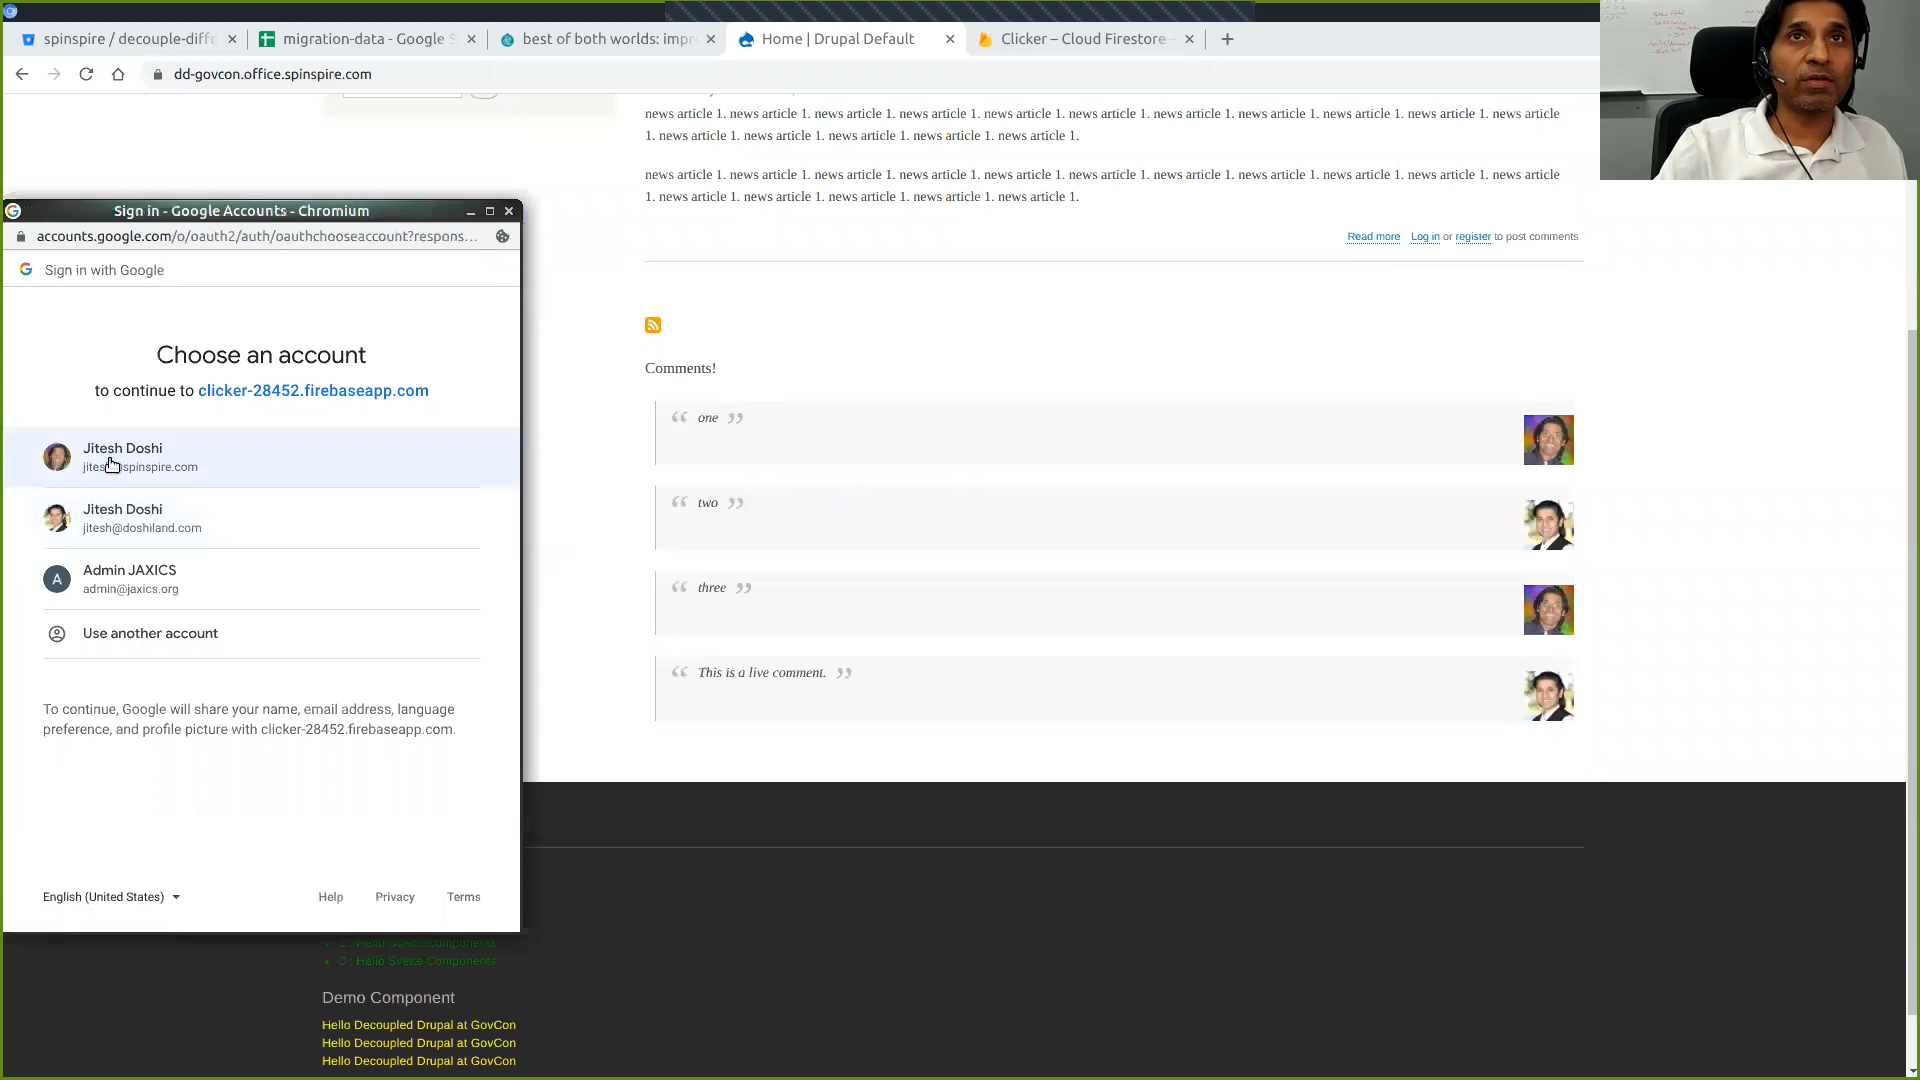 spinspire / decouple-diff
migration-data - Google S
best of both worlds: impr
Home | Drupal Default
Clicker – Cloud Firestore -
dd-govcon.office.spinspire.com
news article 1. news article 1. news article 1. news article 1. news article 1. news article 1. news article 1. news article 1. news article 1. news article 1. news article
1. news article 1. news article 1. news article 1. news article 1. news article 1.
news article 1. news article 1. news article 1. news article 1. news article 1. news article 1. news article 1. news article 1. news article 1. news article 1. news article
1. news article 1. news article 1. news article 1. news article 1. news article 1.
Read more Log in or register to post comments
Sign in - Google Accounts - Chromium
accounts.google.com/o/oauth2/auth/oauthchooseaccount?respons...
Sign in with Google
Choose an account
to continue to clicker-28452.firebaseapp.com
Jitesh Doshi
spinspire.com
Jitesh Doshi
jitesh@doshiland.com
A
Admin JAXICS
admin@jaxics.org
Use another account
To continue, Google will share your name, email address, language
preference, and profile picture with clicker-28452.firebaseapp.com.
English (United States)
Help Privacy Terms
Comments!
“ one ”
“ two ”
“ three ”
“ This is a live comment. ”
Hello Svelte Components
Hello Svelte Components
Demo Component
Hello Decoupled Drupal at GovCon
Hello Decoupled Drupal at GovCon
Hello Decoupled Drupal at GovCon